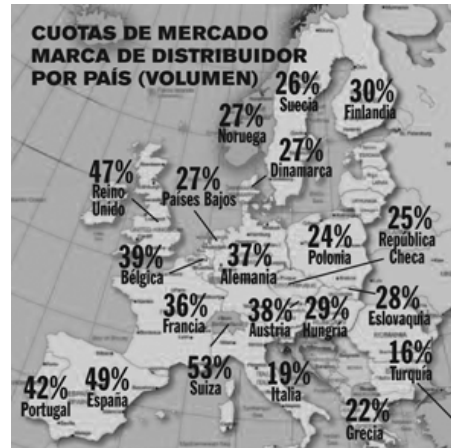 CUOTAS DE MERCADO
MARCA DE DISTRIBUIDOR
POR PAÍS (VOLUMEN)
26%
Suecia
30%
Finlandia
27%
Noruega
27%
Dinamarca
47%
Reino
Unido
27%
Países Bajos
25%
República
Checa
24%
Polonia
39%
Bélgica
37%
Alemania
36%
Francia
38%
Austria
29%
Hungría
28%
Eslovaquia
53%
Suiza
19%
Italia
16%
Turquía
42%
Portugal
49%
España
22%
Grecia